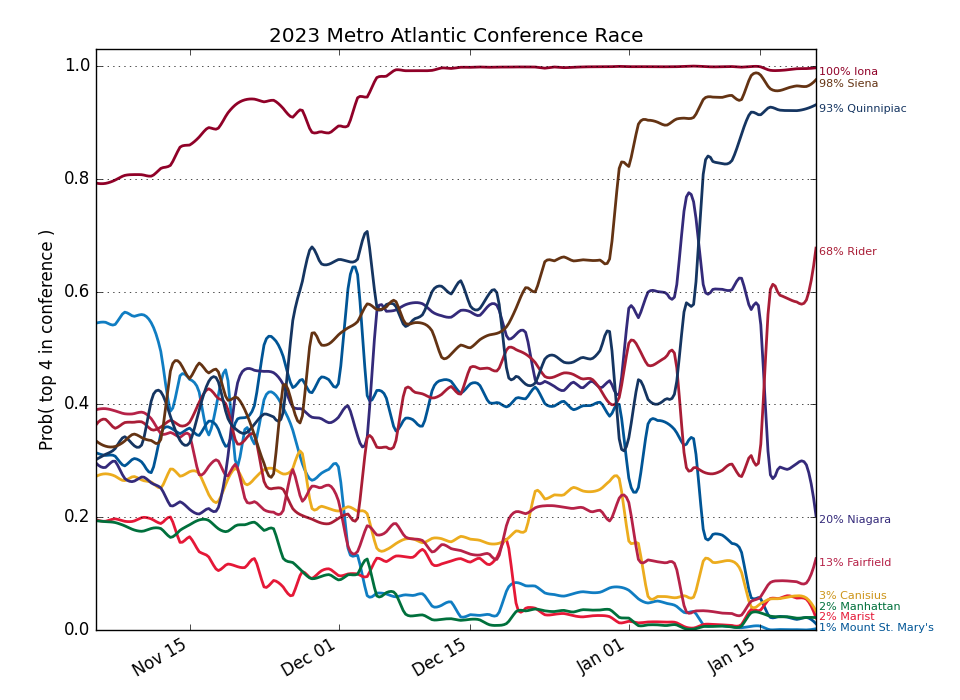 2023 Metro Atlantic Conference Race
Prob( top 4 in conference )
1.0
0.8
0.6
0.4
0.2
0.0
Nov 15
Dec 01
Dec 15
Jan 01
Jan 15
100% Iona
98% Siena
93% Quinnipiac
68% Rider
20% Niagara
13% Fairfield
3% Canisius
2% Manhattan
2% Marist
1% Mount St. Mary's